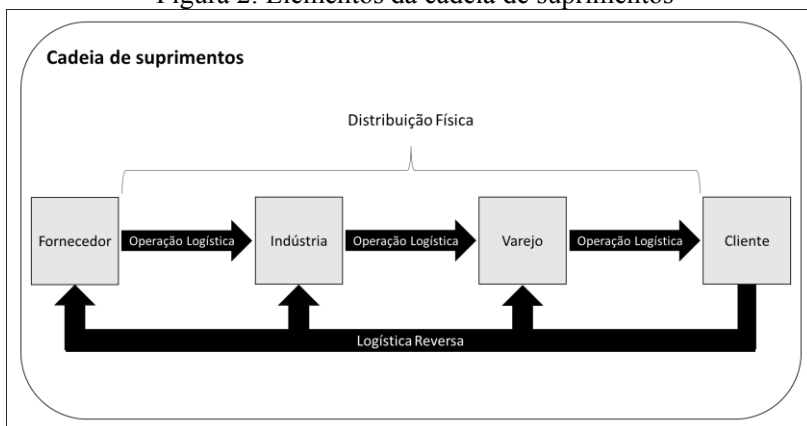 Figura 2: Elementos da cadeia de suprimentos
Cadeia de suprimentos
Distribuição Física
Fornecedor
Operação Logística
Indústria
Operação Logística
Varejo
Operação Logística
Cliente
Logística Reversa